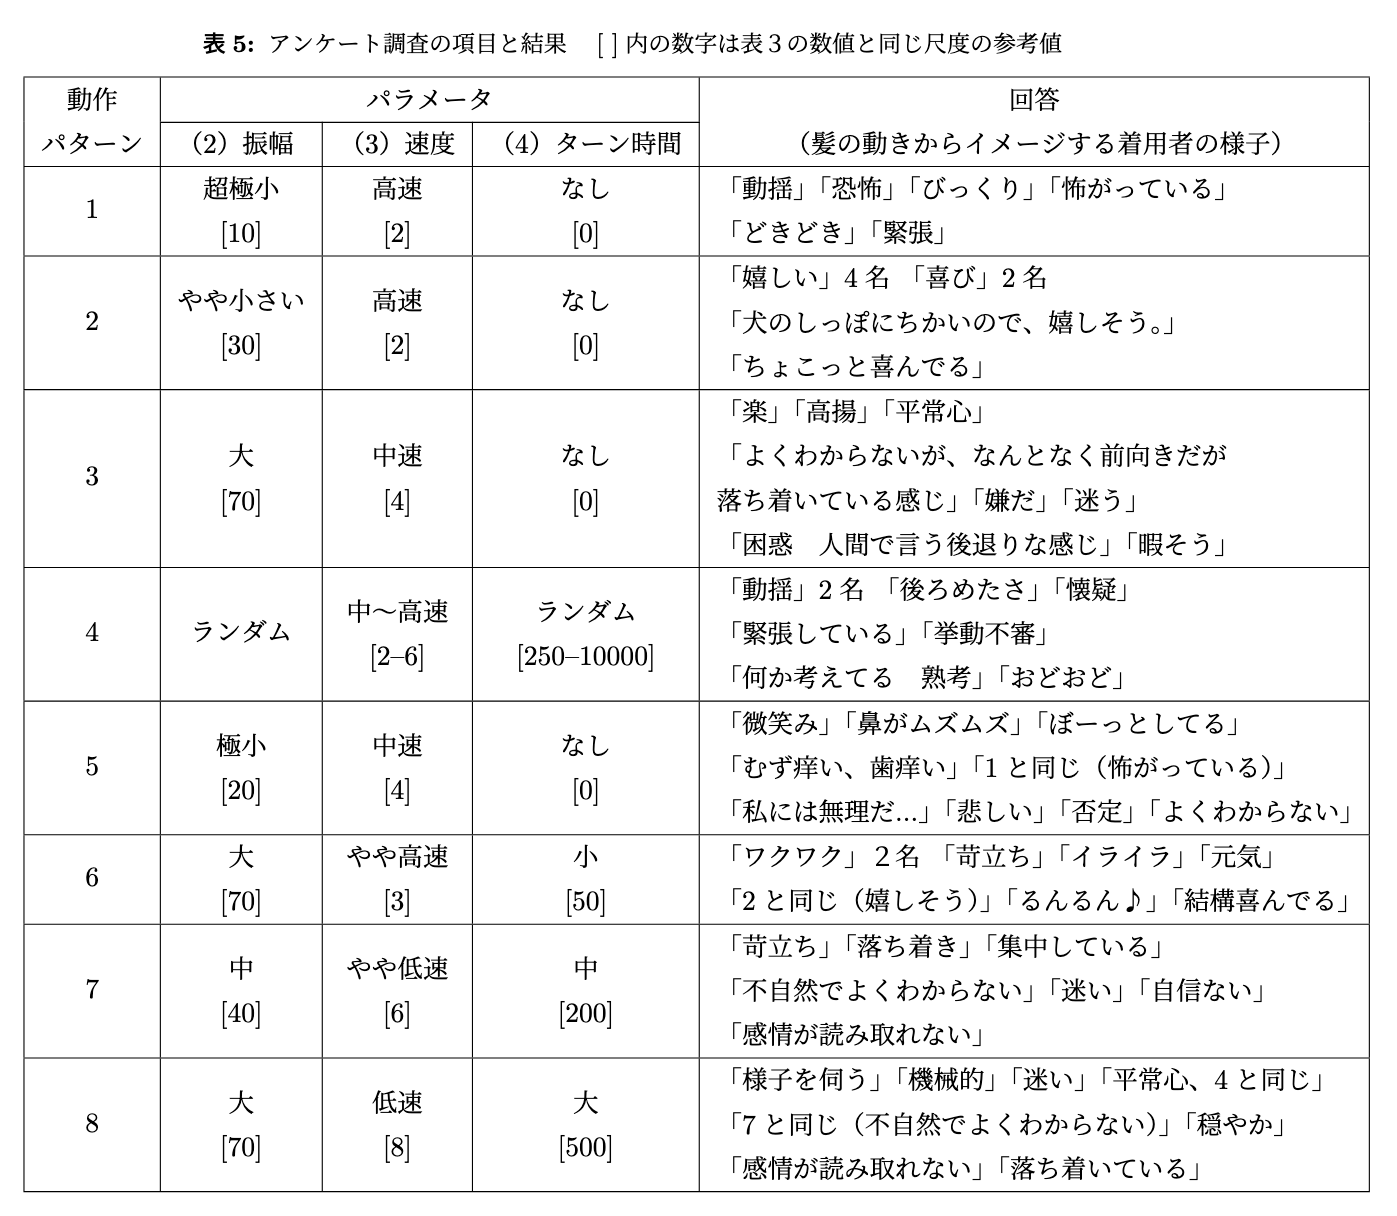 表 5: アンケート調査の項目と結果　[ ] 内の数字は表３の数値と同じ尺度の参考値
動作
パターン
パラメータ
回答
（髪の動きからイメージする着用者の様子）
（2）振幅
（3）速度
（4）ターン時間
1
超極小
[10]
高速
[2]
なし
[0]
「動揺」「恐怖」「びっくり」「怖がっている」
「どきどき」「緊張」
2
やや小さい
[30]
高速
[2]
なし
[0]
「嬉しい」4 名　「喜び」2 名
「犬のしっぽにちかいので、嬉しそう。」
「ちょこっと喜んでる」
3
大
[70]
中速
[4]
なし
[0]
「楽」「高揚」「平常心」
「よくわからないが、なんとなく前向きだが
落ち着いている感じ」「嫌だ」「迷う」
「困惑　人間で言う後退りな感じ」「暇そう」
4
ランダム
中〜高速
[2–6]
ランダム
[250–10000]
「動揺」2 名　「後ろめたさ」「懐疑」
「緊張している」「挙動不審」
「何か考えてる　熟考」「おどおど」
5
極小
[20]
中速
[4]
なし
[0]
「微笑み」「鼻がムズムズ」「ぼーっとしてる」
「むず痒い、歯痒い」「1 と同じ（怖がっている）」
「私には無理だ...」「悲しい」「否定」「よくわからない」
6
大
[70]
やや高速
[3]
小
[50]
「ワクワク」２名　「苛立ち」「イライラ」「元気」
「2 と同じ（嬉しそう）」「るんるん♪」「結構喜んでる」
7
中
[40]
やや低速
[6]
中
[200]
「苛立ち」「落ち着き」「集中している」
「不自然でよくわからない」「迷い」「自信ない」
「感情が読み取れない」
8
大
[70]
低速
[8]
大
[500]
「様子を伺う」「機械的」「迷い」「平常心、4 と同じ」
「7 と同じ（不自然でよくわからない）」「穏やか」
「感情が読み取れない」「落ち着いている」